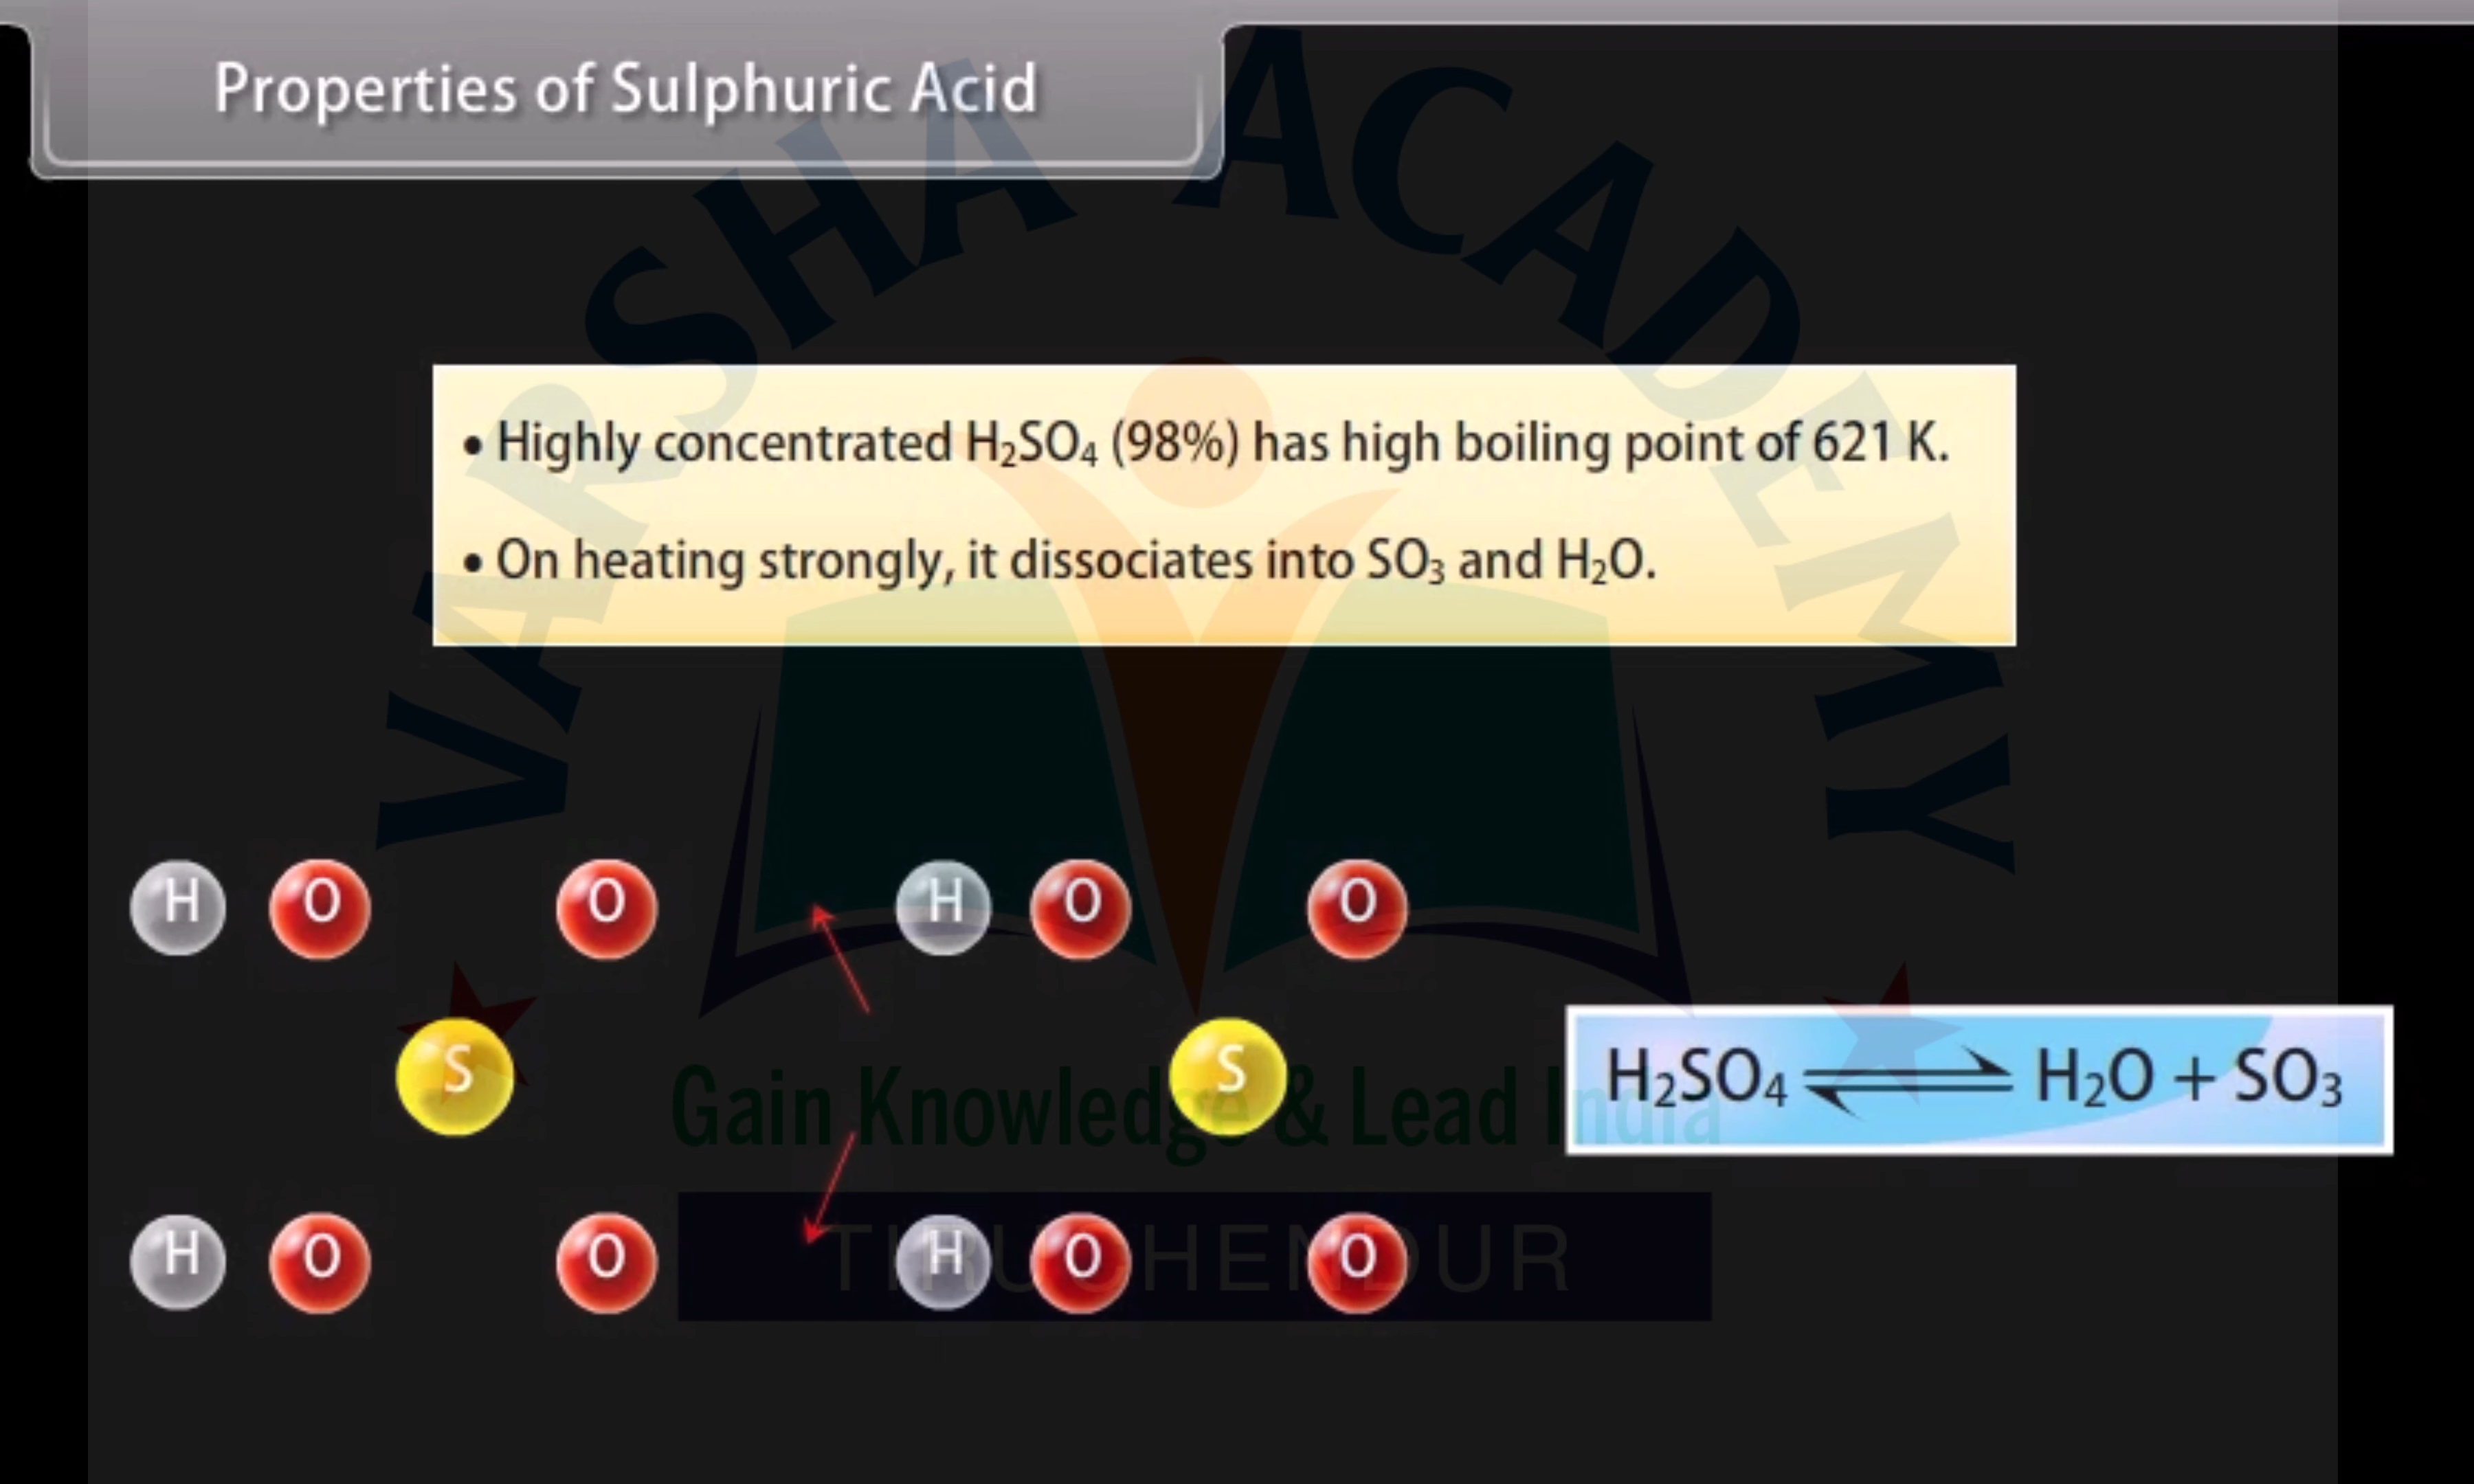 Properties of Sulphuric Acid
VARSHA ACADEMY
• Highly concentrated H₂SO₄ (98%) has high boiling point of 621 K.
• On heating strongly, it dissociates into SO₃ and H₂O.
H O O H O O
S S
H₂SO₄ ⇌ H₂O + SO₃
Gain Knowledge & Lead India
H O O H O O
TIRUCHENDUR